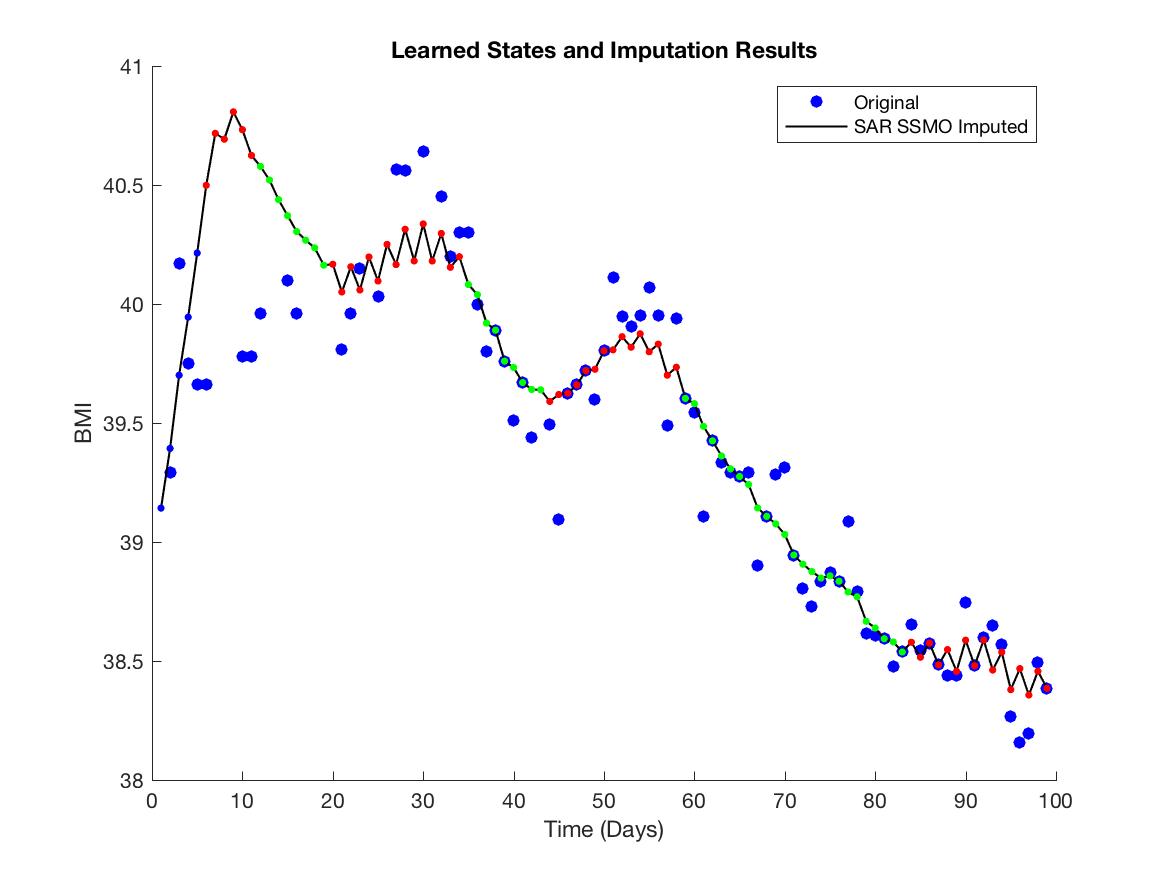 Learned States and Imputation Results
Original
SAR SSMO Imputed
41
40.5
40
39.5
39
38.5
38
BMI
0 10 20 30 40 50 60 70 80 90 100
Time (Days)